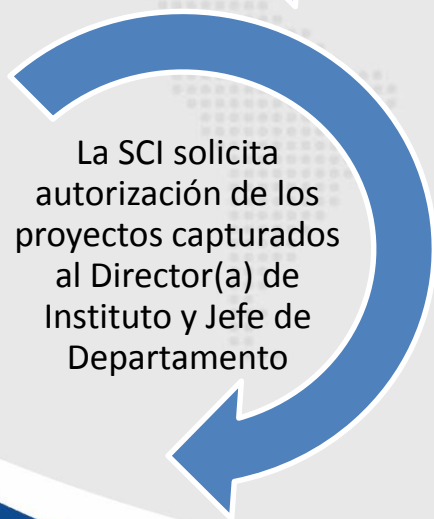 La SCI solicita
autorización de los
proyectos capturados
al Director(a) de
Instituto y Jefe de
Departamento